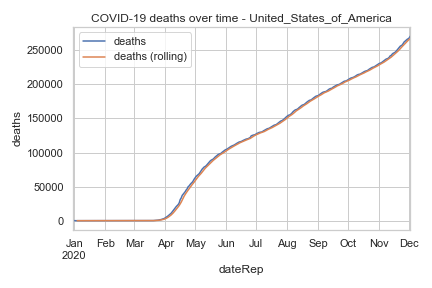 COVID-19 deaths over time - United_States_of_America
deaths
deaths (rolling)
250000
200000
150000
100000
50000
0
deaths
Jan Feb Mar Apr May Jun Jul Aug Sep Oct Nov Dec
2020
dateRep